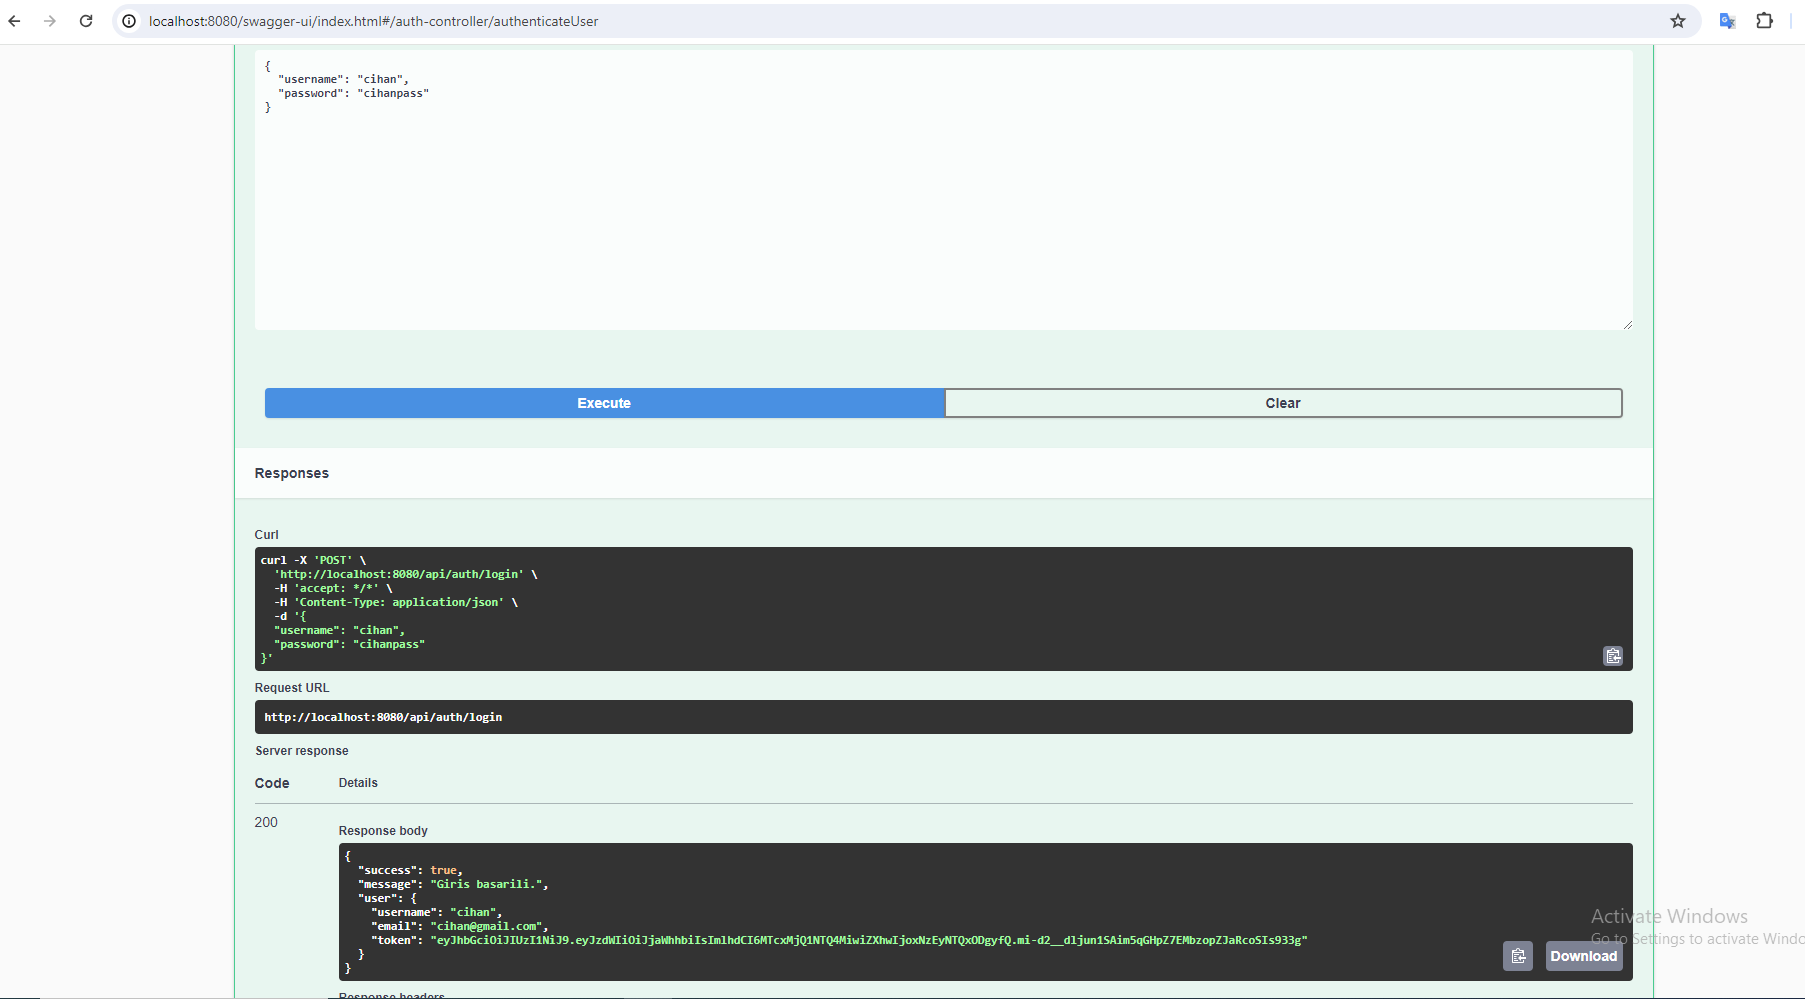 localhost:8080/swagger-ui/index.html#/auth-controller/authenticateUser
{
  "username": "cihan",
  "password": "cihanpass"
}
Execute
Clear
Responses
Curl
curl -X 'POST' \
  'http://localhost:8080/api/auth/login' \
  -H 'accept: */*' \
  -H 'Content-Type: application/json' \
  -d '{
  "username": "cihan",
  "password": "cihanpass"
}'
Request URL
http://localhost:8080/api/auth/login
Server response
Code
Details
200
Response body
{
  "success": true,
  "message": "Giris basarili.",
  "user": {
    "username": "cihan",
    "email": "cihan@gmail.com",
    "token": "eyJhbGciOiJIUzI1NiJ9.eyJzdWIiOiJjaWhhbiIsImlhdCI6MTcxMjQ1NTQ4MiwiZXhwIjoxNzEyNTQxODgyfQ.mi-d2__dljun1SAim5qGHpZ7EMbzopZJaRcoSIs933g"
  }
}
Download
Activate Windows
Go to Settings to activate Windo
Response headers